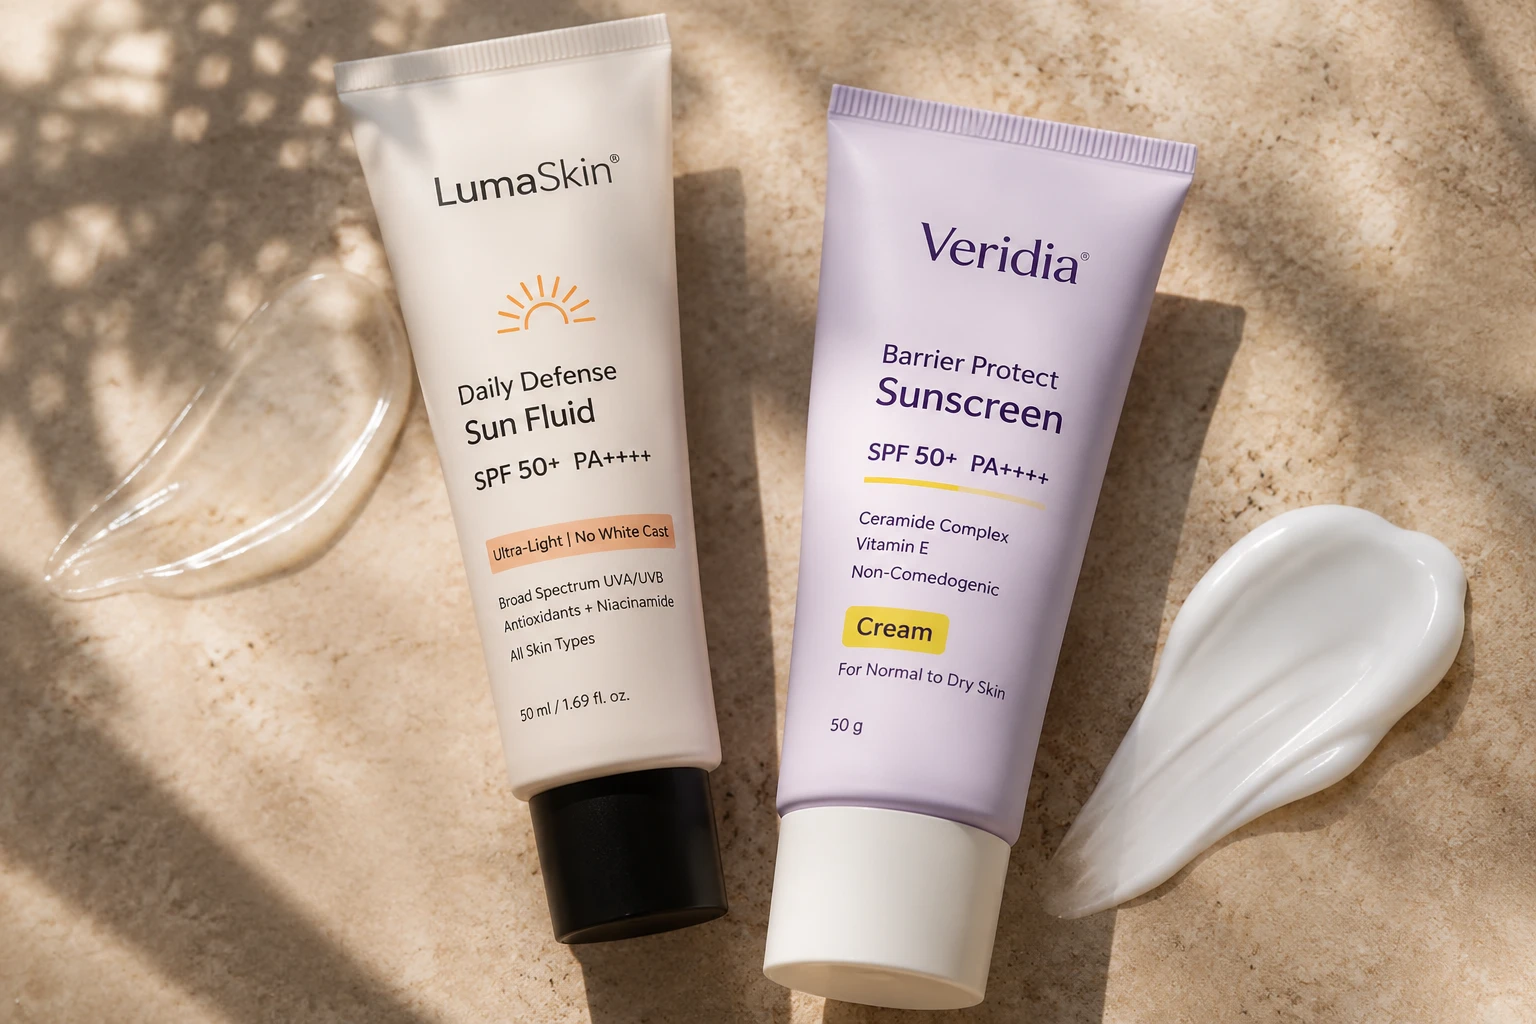 LumaSkin®
Daily Defense
Sun Fluid
SPF 50+ PA++++
Ultra-Light | No White Cast
Broad Spectrum UVA/UVB
Antioxidants + Niacinamide
All Skin Types
50 ml / 1.69 fl. oz.
Veridia®
Barrier Protect
Sunscreen
SPF 50+ PA++++
Ceramide Complex
Vitamin E
Non-Comedogenic
Cream
For Normal to Dry Skin
50 g